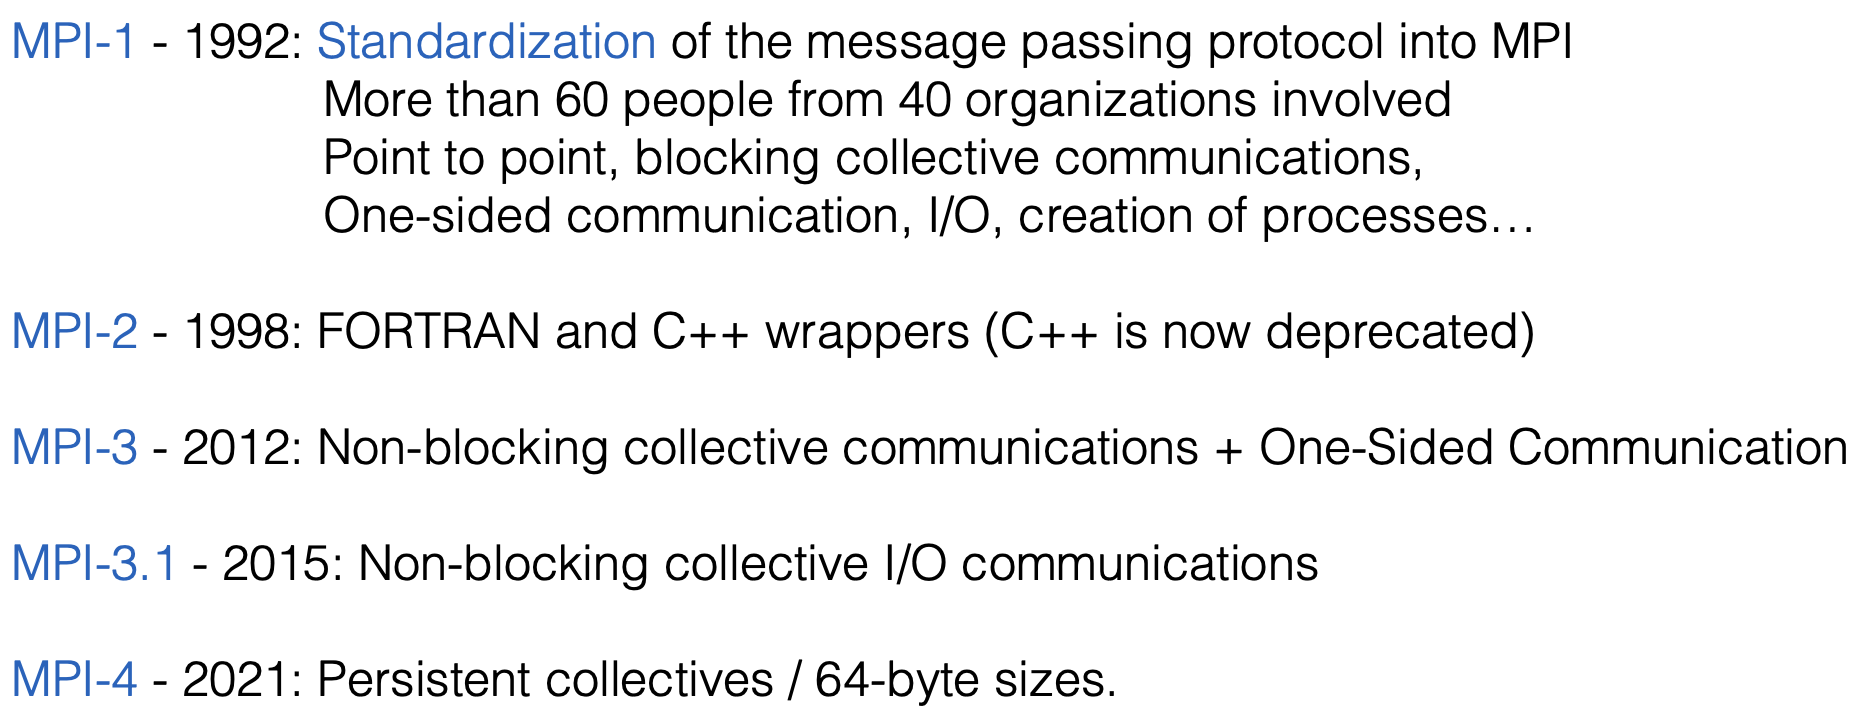 MPI-1 - 1992: Standardization of the message passing protocol into MPI
More than 60 people from 40 organizations involved
Point to point, blocking collective communications,
One-sided communication, I/O, creation of processes…
MPI-2 - 1998: FORTRAN and C++ wrappers (C++ is now deprecated)
MPI-3 - 2012: Non-blocking collective communications + One-Sided Communication
MPI-3.1 - 2015: Non-blocking collective I/O communications
MPI-4 - 2021: Persistent collectives / 64-byte sizes.